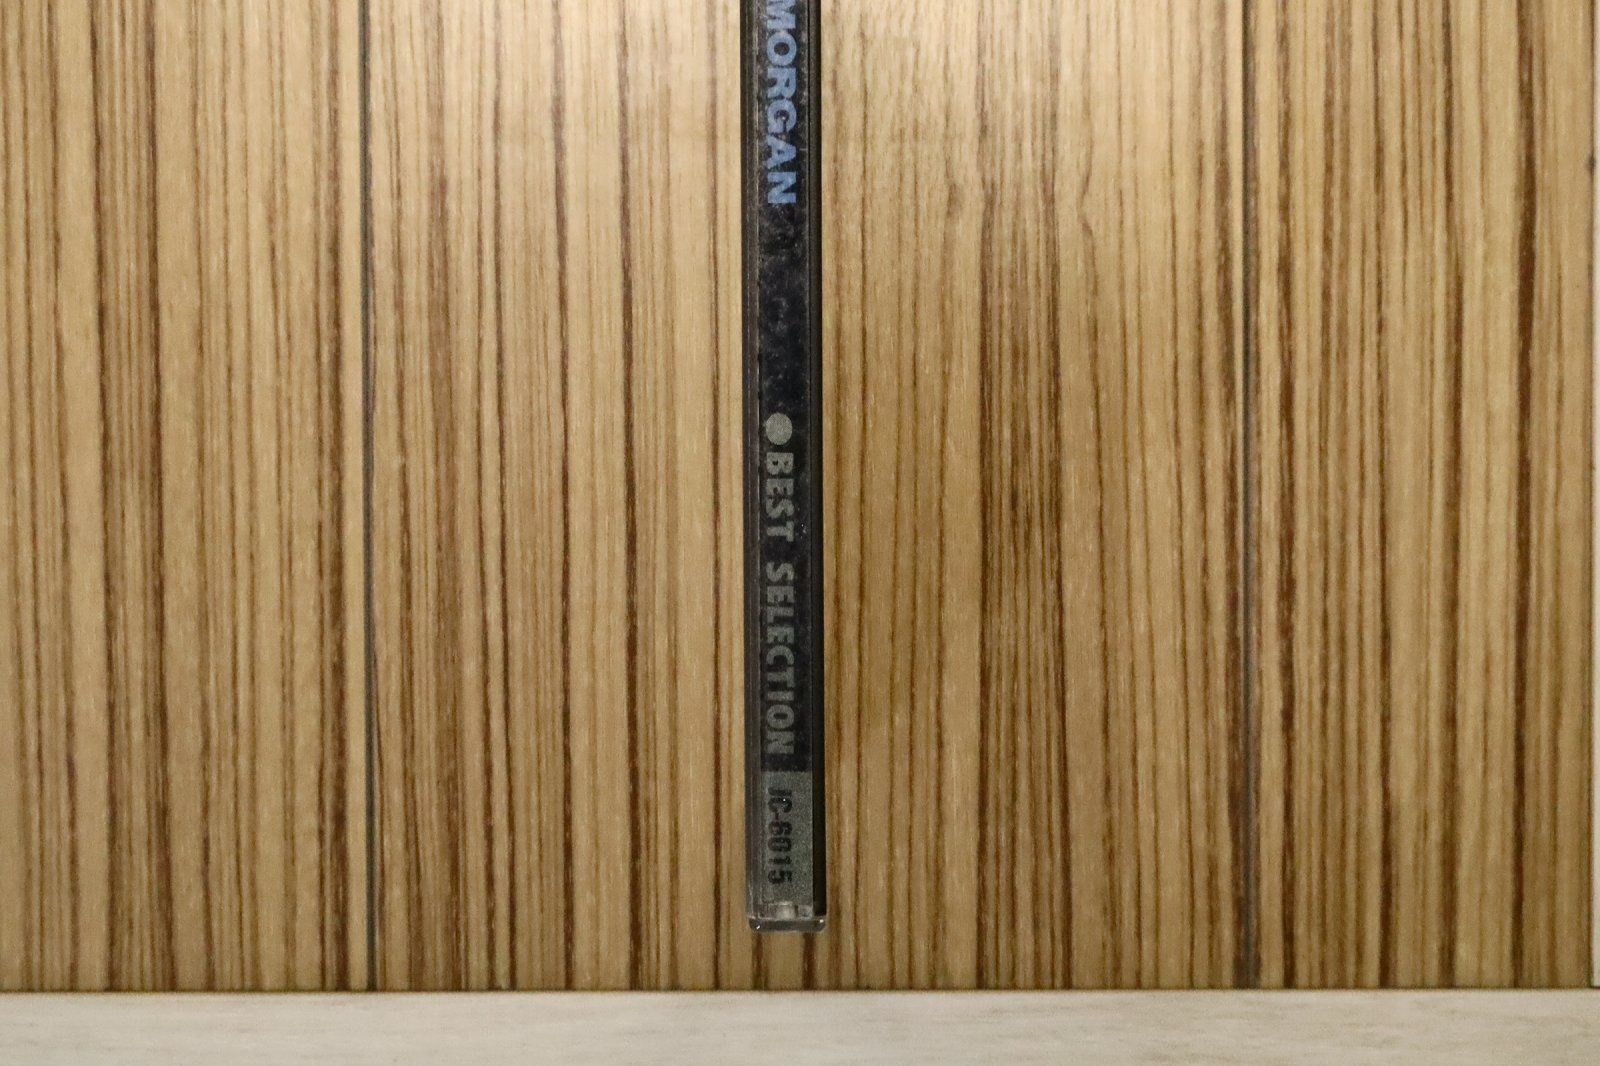 MORGAN
●BEST SELECTION
JC-6015